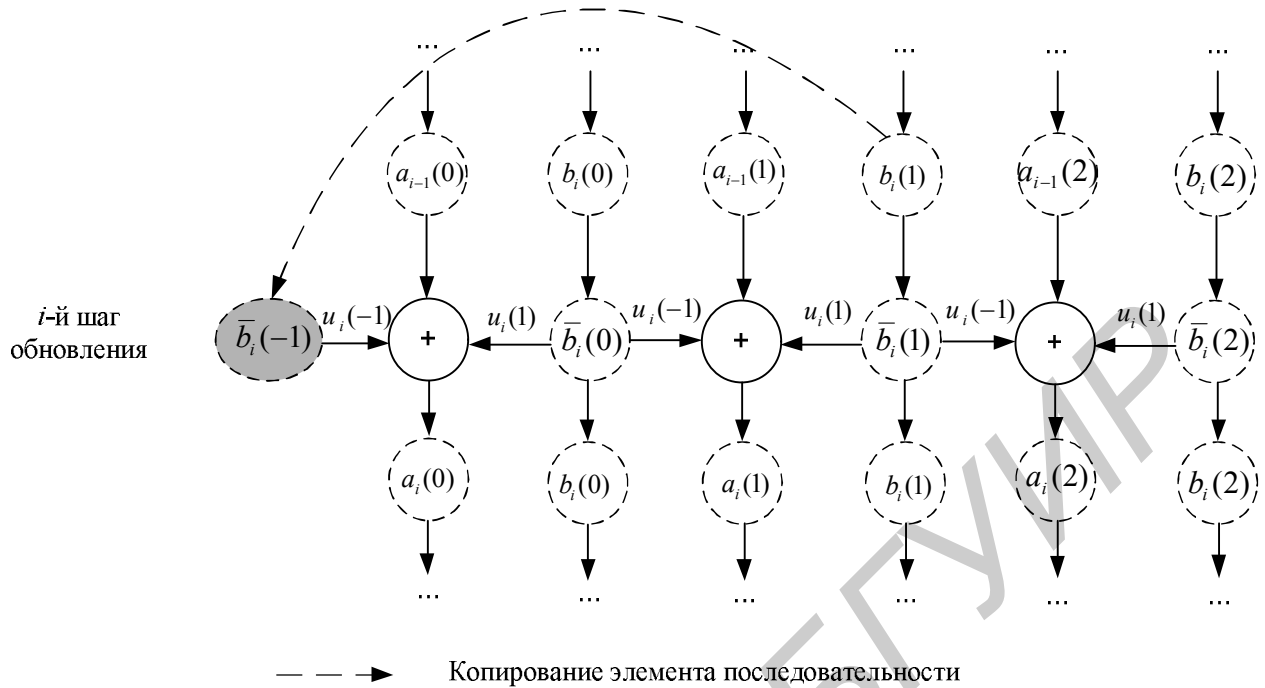 ... ... ... ... ... ...
a_{i−1}(0) b_i(0) a_{i−1}(1) b_i(1) a_{i−1}(2) b_i(2)
i-й шаг
обновления
b̅_i(−1) u_i(−1) + u_i(1) b̅_i(0) u_i(−1) + u_i(1) b̅_i(1) u_i(−1) + u_i(1) b̅_i(2)
a_i(0) b_i(0) a_i(1) b_i(1) a_i(2) b_i(2)
... ... ... ... ... ...
Копирование элемента последовательности
БГУИР